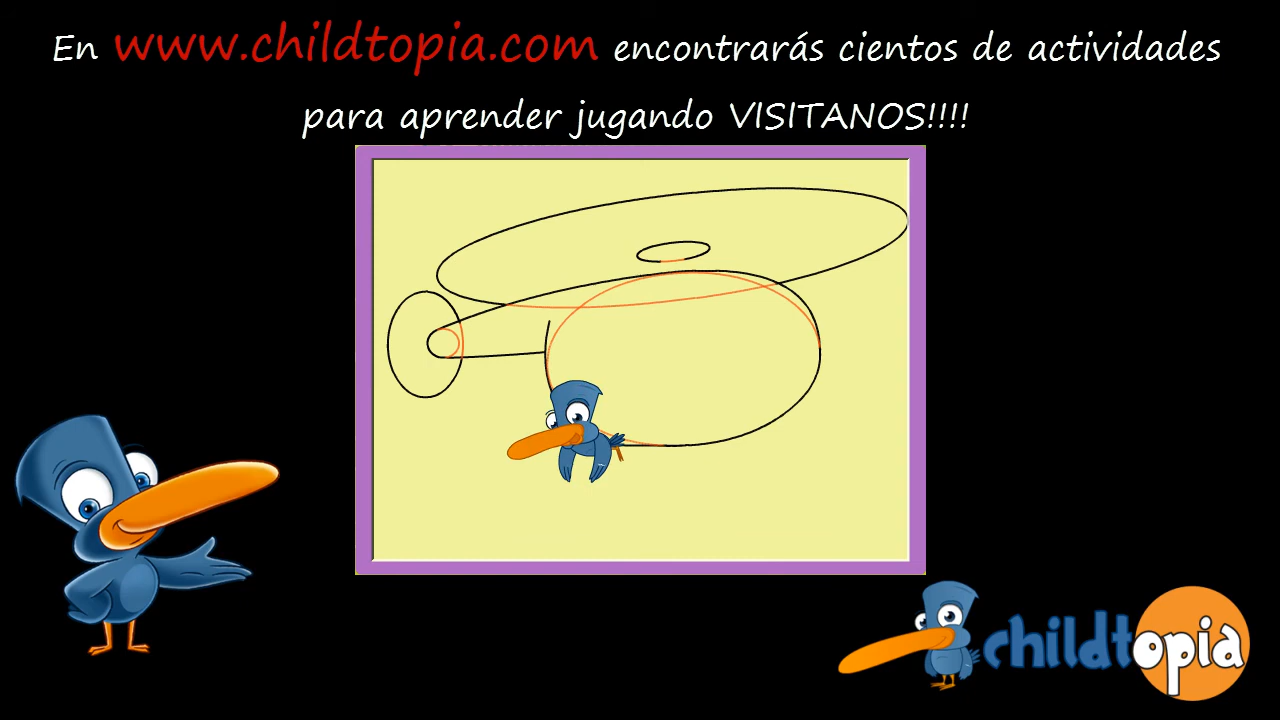 En www.childtopia.com encontrarás cientos de actividades
para aprender jugando VISITANOS!!!!
childtopia